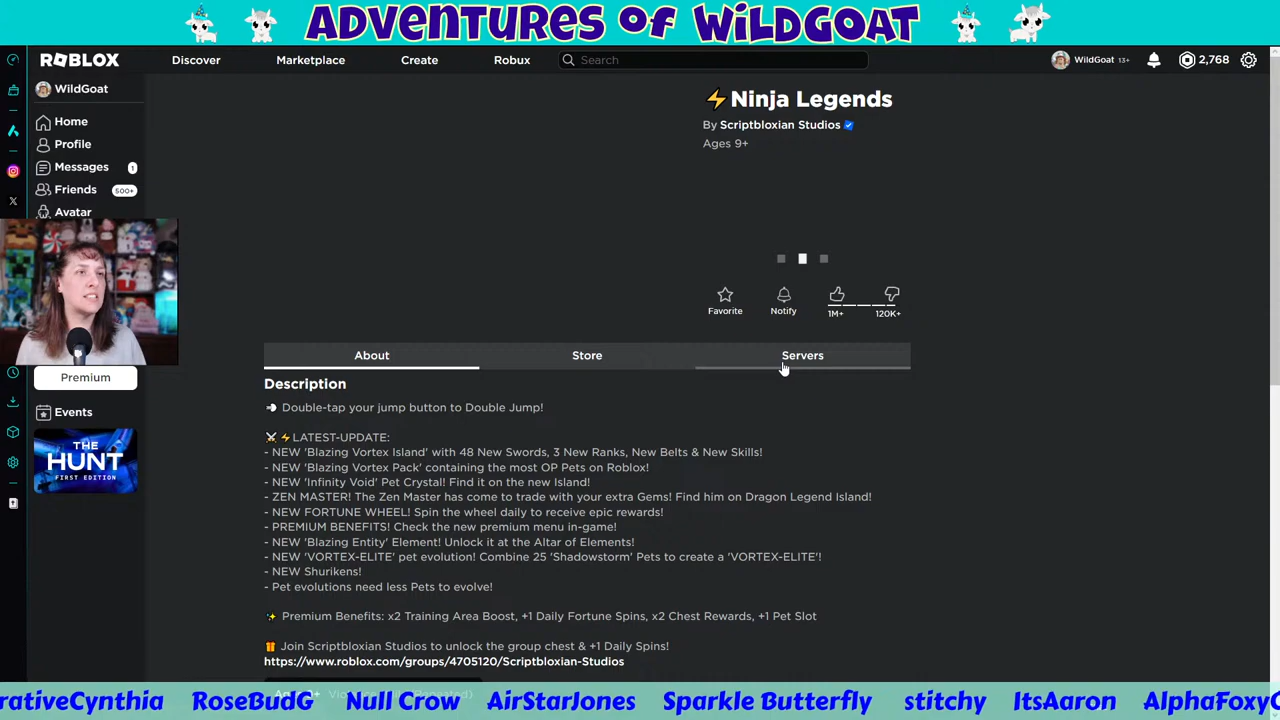 ADVENTURES OF WiLDGOAT
ROBLOX Discover Marketplace Create Robux Search WildGoat 13+ 2,768
WildGoat
Home
Profile
Messages 1
Friends 500+
Avatar
Premium
Events
THE HUNT
FIRST EDITION
⚡Ninja Legends
By Scriptbloxian Studios
Ages 9+
Favorite Notify 1M+ 120K+
About Store Servers
Description
Double-tap your jump button to Double Jump!
⚔️ ⚡LATEST-UPDATE:
- NEW 'Blazing Vortex Island' with 48 New Swords, 3 New Ranks, New Belts & New Skills!
- NEW 'Blazing Vortex Pack' containing the most OP Pets on Roblox!
- NEW 'Infinity Void' Pet Crystal! Find it on the new Island!
- ZEN MASTER! The Zen Master has come to trade with your extra Gems! Find him on Dragon Legend Island!
- NEW FORTUNE WHEEL! Spin the wheel daily to receive epic rewards!
- PREMIUM BENEFITS! Check the new premium menu in-game!
- NEW 'Blazing Entity' Element! Unlock it at the Altar of Elements!
- NEW 'VORTEX-ELITE' pet evolution! Combine 25 'Shadowstorm' Pets to create a 'VORTEX-ELITE'!
- NEW Shurikens!
- Pet evolutions need less Pets to evolve!
✨ Premium Benefits: x2 Training Area Boost, +1 Daily Fortune Spins, x2 Chest Rewards, +1 Pet Slot
🎁 Join Scriptbloxian Studios to unlock the group chest & +1 Daily Spins!
https://www.roblox.com/groups/4705120/Scriptbloxian-Studios
rativeCynthia RoseBudG Null Crow AirStarJones Sparkle Butterfly stitchy ItsAaron AlphaFoxyG